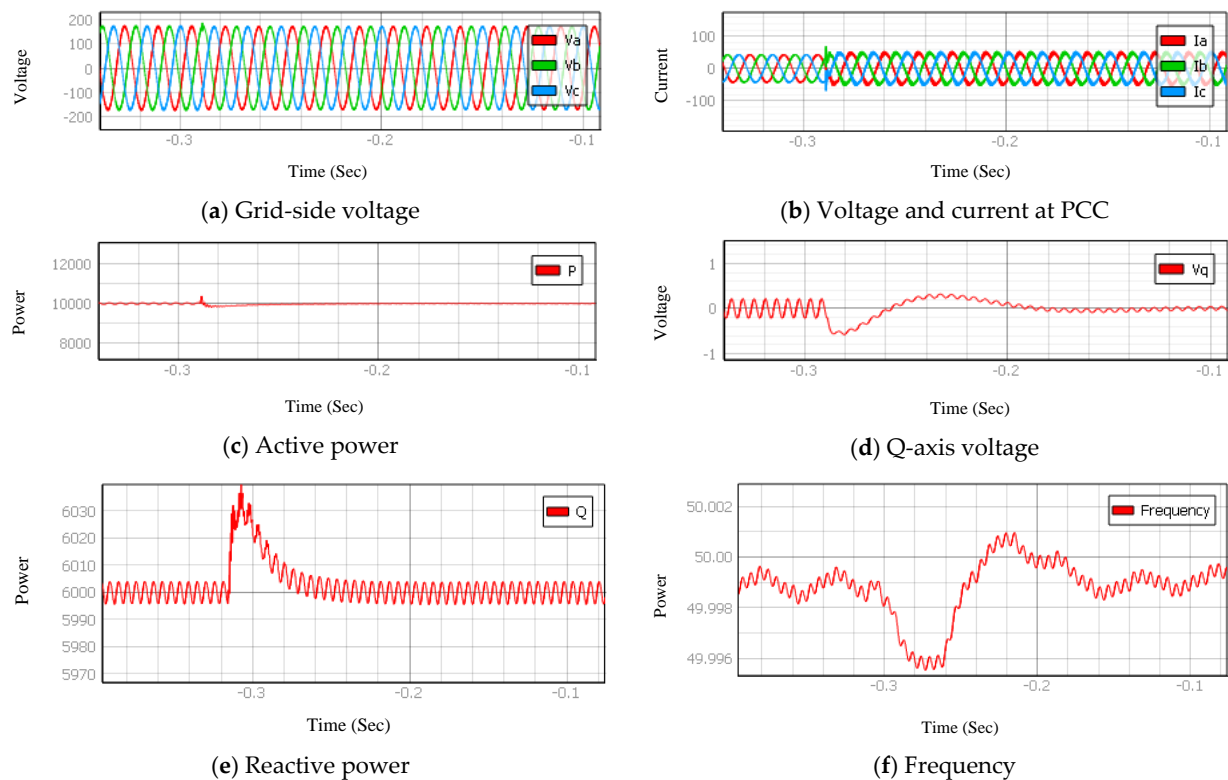 200
100
0
-100
-200
Voltage
Va
Vb
Vc
-0.3
-0.2
-0.1
Time (Sec)
(a) Grid-side voltage
100
0
-100
Current
Ia
Ib
Ic
-0.3
-0.2
-0.1
Time (Sec)
(b) Voltage and current at PCC
12000
10000
8000
Power
P
-0.3
-0.2
-0.1
Time (Sec)
(c) Active power
1
0
-1
Voltage
Vq
-0.3
-0.2
-0.1
Time (Sec)
(d) Q-axis voltage
6030
6020
6010
6000
5990
5980
5970
Power
Q
-0.3
-0.2
-0.1
Time (Sec)
(e) Reactive power
50.002
50.00
49.998
49.996
Power
Frequency
-0.3
-0.2
-0.1
Time (Sec)
(f) Frequency